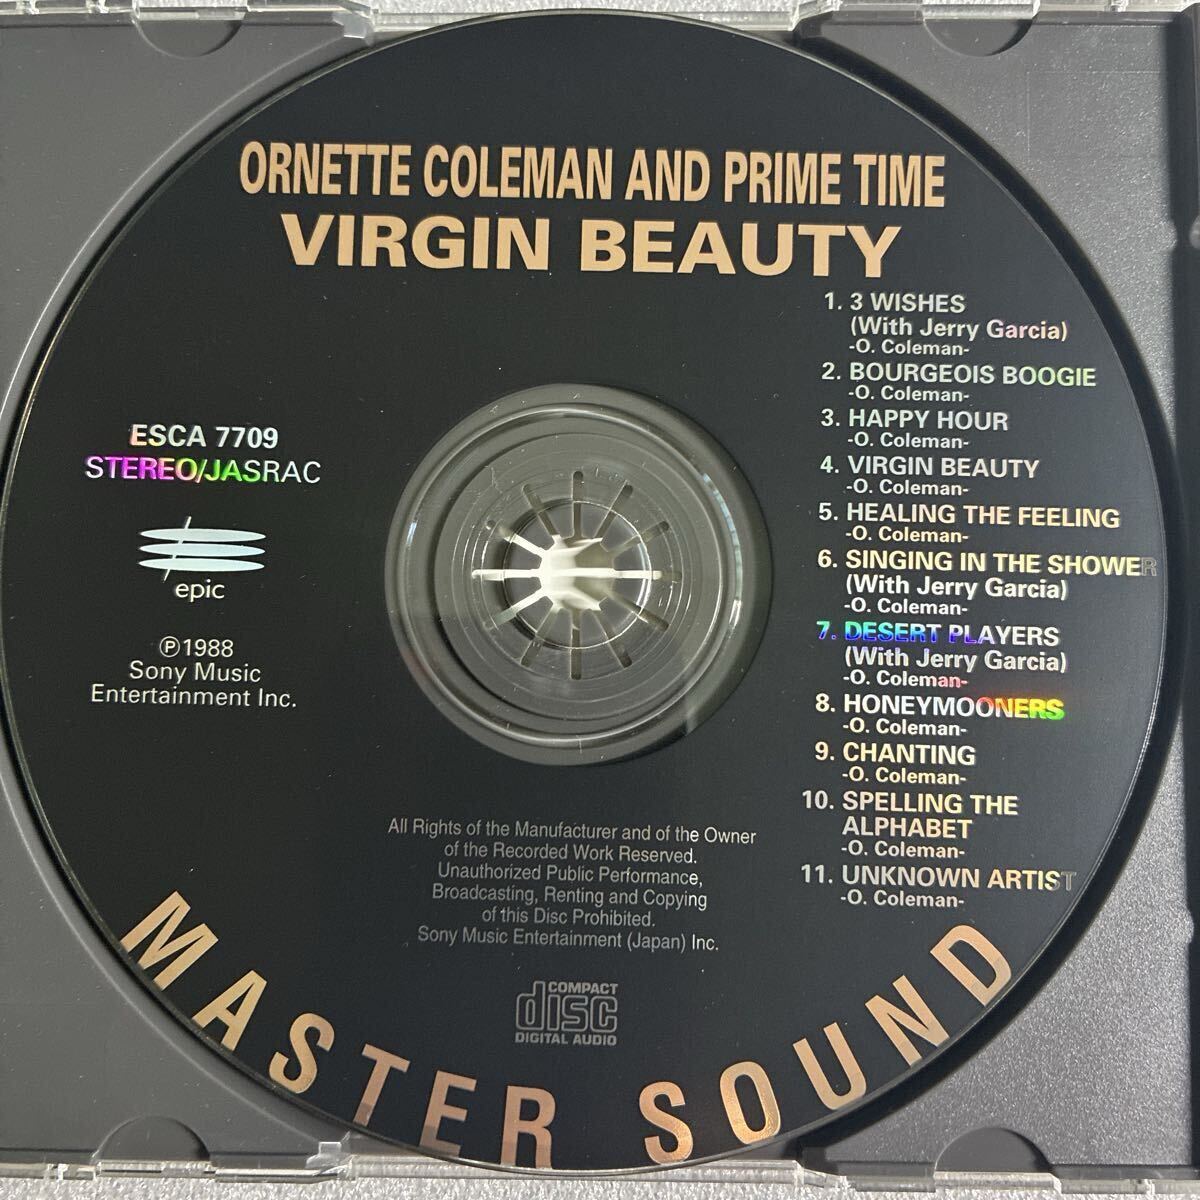 ORNETTE COLEMAN AND PRIME TIME
VIRGIN BEAUTY
1. 3 WISHES
(With Jerry Garcia)
-O. Coleman-
2. BOURGEOIS BOOGIE
-O. Coleman-
3. HAPPY HOUR
-O. Coleman-
4. VIRGIN BEAUTY
-O. Coleman-
5. HEALING THE FEELING
-O. Coleman-
6. SINGING IN THE SHOWER
(With Jerry Garcia)
-O. Coleman-
7. DESERT PLAYERS
(With Jerry Garcia)
-O. Coleman-
8. HONEYMOONERS
-O. Coleman-
9. CHANTING
-O. Coleman-
10. SPELLING THE
ALPHABET
-O. Coleman-
11. UNKNOWN ARTIST
-O. Coleman-
ESCA 7709
STEREO/JASRAC
epic
Ⓟ1988
Sony Music
Entertainment Inc.
All Rights of the Manufacturer and of the Owner
of the Recorded Work Reserved.
Unauthorized Public Performance,
Broadcasting, Renting and Copying
of this Disc Prohibited.
Sony Music Entertainment (Japan) Inc.
COMPACT
disc
DIGITAL AUDIO
MASTER SOUND